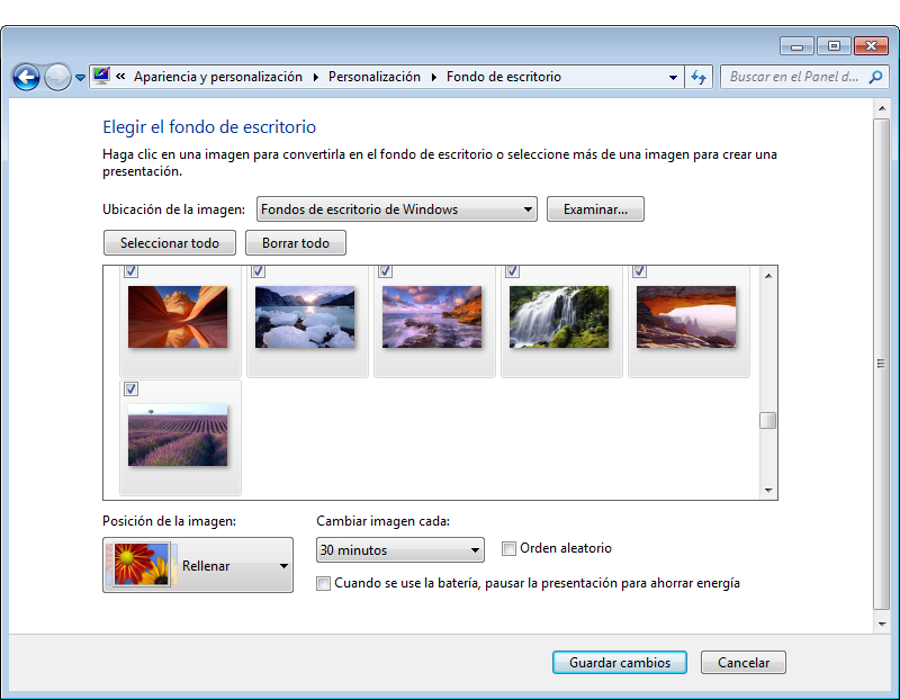 « Apariencia y personalización ▸ Personalización ▸ Fondo de escritorio
Buscar en el Panel d...
Elegir el fondo de escritorio
Haga clic en una imagen para convertirla en el fondo de escritorio o seleccione más de una imagen para crear una
presentación.
Ubicación de la imagen: Fondos de escritorio de Windows Examinar...
Seleccionar todo Borrar todo
Posición de la imagen: Cambiar imagen cada:
Rellenar 30 minutos Orden aleatorio
Cuando se use la batería, pausar la presentación para ahorrar energía
Guardar cambios Cancelar